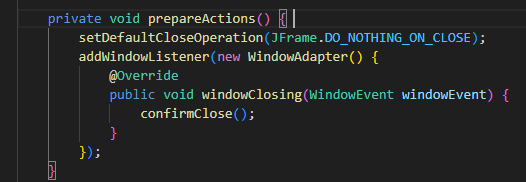 private void prepareActions() {
    setDefaultCloseOperation(JFrame.DO_NOTHING_ON_CLOSE);
    addWindowListener(new WindowAdapter() {
        @Override
        public void windowClosing(WindowEvent windowEvent) {
            confirmClose();
        }
    });
}